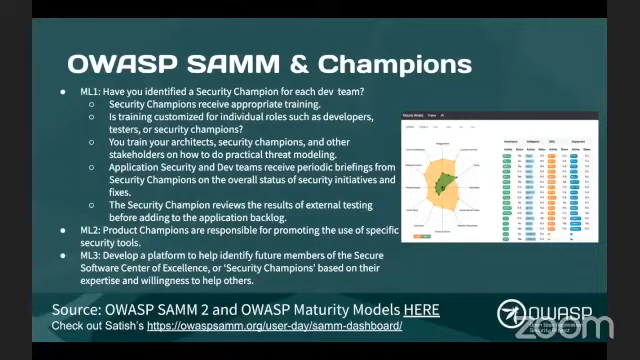 OWASP SAMM & Champions
● ML1: Have you identified a Security Champion for each dev team?
○ Security Champions receive appropriate training.
○ Is training customized for individual roles such as developers,
testers, or security champions?
○ You train your architects, security champions, and other
stakeholders on how to do practical threat modeling.
○ Application Security and Dev teams receive periodic briefings from
Security Champions on the overall status of security initiatives and
fixes.
○ The Security Champion reviews the results of external testing
before adding to the application backlog.
● ML2: Product Champions are responsible for promoting the use of specific
security tools.
● ML3: Develop a platform to help identify future members of the Secure
Software Center of Excellence, or ‘Security Champions’ based on their
expertise and willingness to help others.
Source: OWASP SAMM 2 and OWASP Maturity Models HERE
Check out Satish's https://owaspsamm.org/user-day/samm-dashboard/
OWASP
zoom